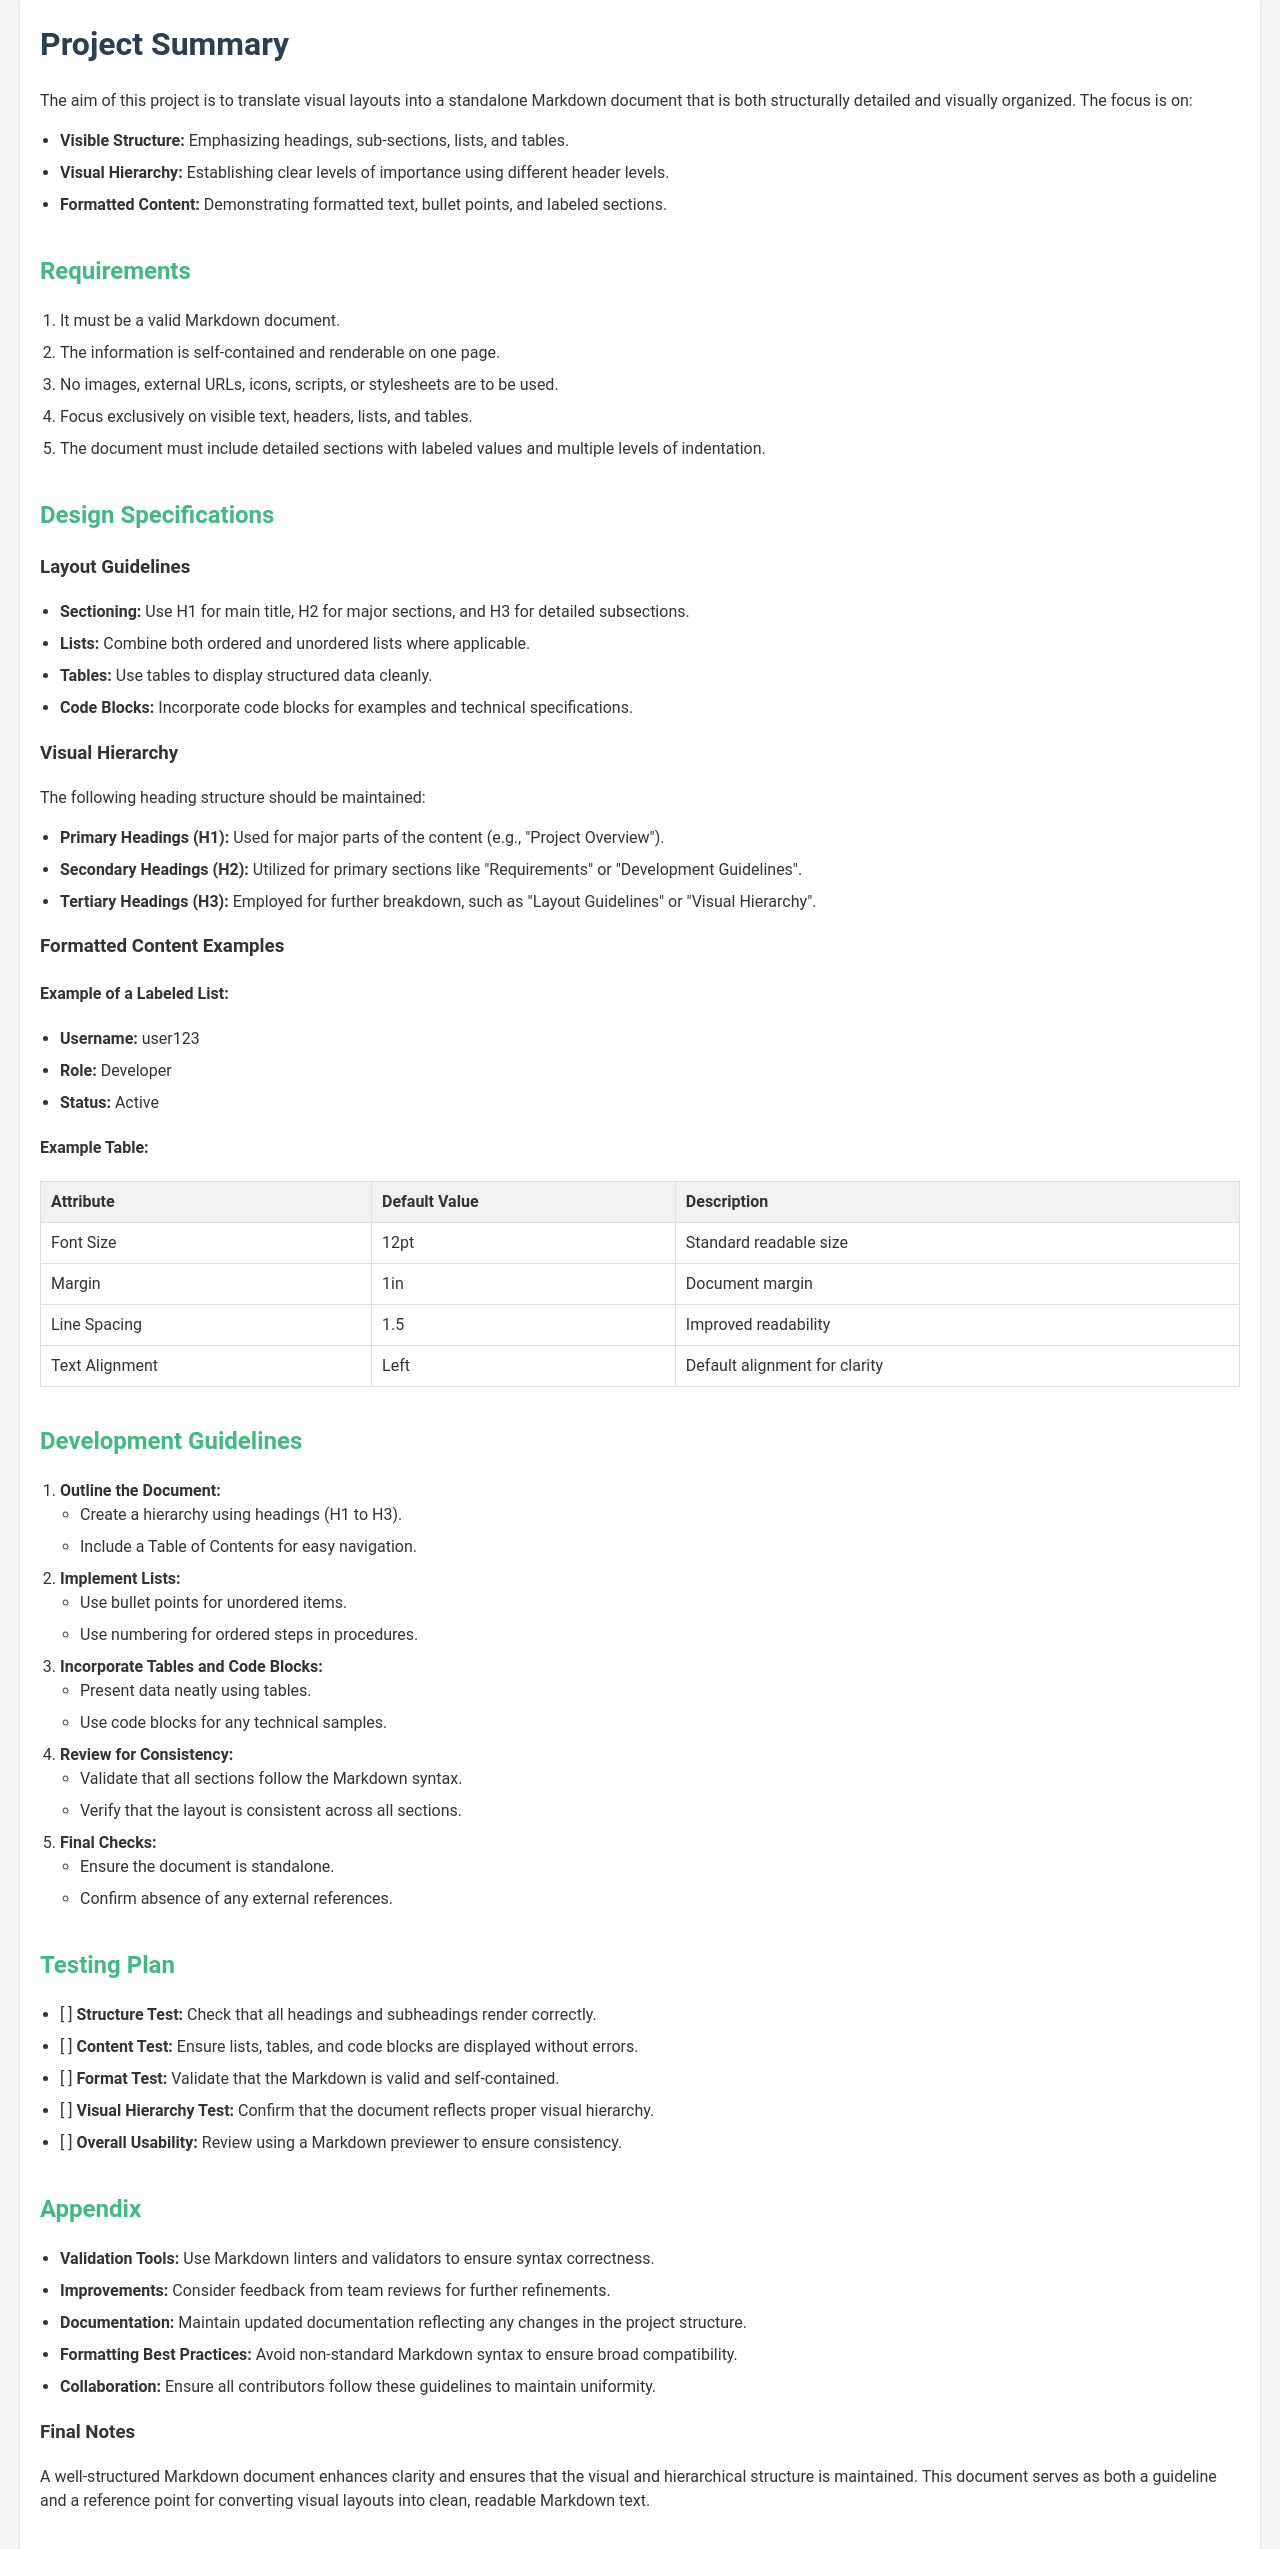 Project Summary
The aim of this project is to translate visual layouts into a standalone Markdown document that is both structurally detailed and visually organized. The focus is on:
• Visible Structure: Emphasizing headings, sub-sections, lists, and tables.
• Visual Hierarchy: Establishing clear levels of importance using different header levels.
• Formatted Content: Demonstrating formatted text, bullet points, and labeled sections.
Requirements
1. It must be a valid Markdown document.
2. The information is self-contained and renderable on one page.
3. No images, external URLs, icons, scripts, or stylesheets are to be used.
4. Focus exclusively on visible text, headers, lists, and tables.
5. The document must include detailed sections with labeled values and multiple levels of indentation.
Design Specifications
Layout Guidelines
• Sectioning: Use H1 for main title, H2 for major sections, and H3 for detailed subsections.
• Lists: Combine both ordered and unordered lists where applicable.
• Tables: Use tables to display structured data cleanly.
• Code Blocks: Incorporate code blocks for examples and technical specifications.
Visual Hierarchy
The following heading structure should be maintained:
• Primary Headings (H1): Used for major parts of the content (e.g., "Project Overview").
• Secondary Headings (H2): Utilized for primary sections like "Requirements" or "Development Guidelines".
• Tertiary Headings (H3): Employed for further breakdown, such as "Layout Guidelines" or "Visual Hierarchy".
Formatted Content Examples
Example of a Labeled List:
• Username: user123
• Role: Developer
• Status: Active
Example Table:
Attribute Default Value Description
Font Size 12pt Standard readable size
Margin 1in Document margin
Line Spacing 1.5 Improved readability
Text Alignment Left Default alignment for clarity
Development Guidelines
1. Outline the Document:
◦ Create a hierarchy using headings (H1 to H3).
◦ Include a Table of Contents for easy navigation.
2. Implement Lists:
◦ Use bullet points for unordered items.
◦ Use numbering for ordered steps in procedures.
3. Incorporate Tables and Code Blocks:
◦ Present data neatly using tables.
◦ Use code blocks for any technical samples.
4. Review for Consistency:
◦ Validate that all sections follow the Markdown syntax.
◦ Verify that the layout is consistent across all sections.
5. Final Checks:
◦ Ensure the document is standalone.
◦ Confirm absence of any external references.
Testing Plan
• [ ] Structure Test: Check that all headings and subheadings render correctly.
• [ ] Content Test: Ensure lists, tables, and code blocks are displayed without errors.
• [ ] Format Test: Validate that the Markdown is valid and self-contained.
• [ ] Visual Hierarchy Test: Confirm that the document reflects proper visual hierarchy.
• [ ] Overall Usability: Review using a Markdown previewer to ensure consistency.
Appendix
• Validation Tools: Use Markdown linters and validators to ensure syntax correctness.
• Improvements: Consider feedback from team reviews for further refinements.
• Documentation: Maintain updated documentation reflecting any changes in the project structure.
• Formatting Best Practices: Avoid non-standard Markdown syntax to ensure broad compatibility.
• Collaboration: Ensure all contributors follow these guidelines to maintain uniformity.
Final Notes
A well-structured Markdown document enhances clarity and ensures that the visual and hierarchical structure is maintained. This document serves as both a guideline
and a reference point for converting visual layouts into clean, readable Markdown text.